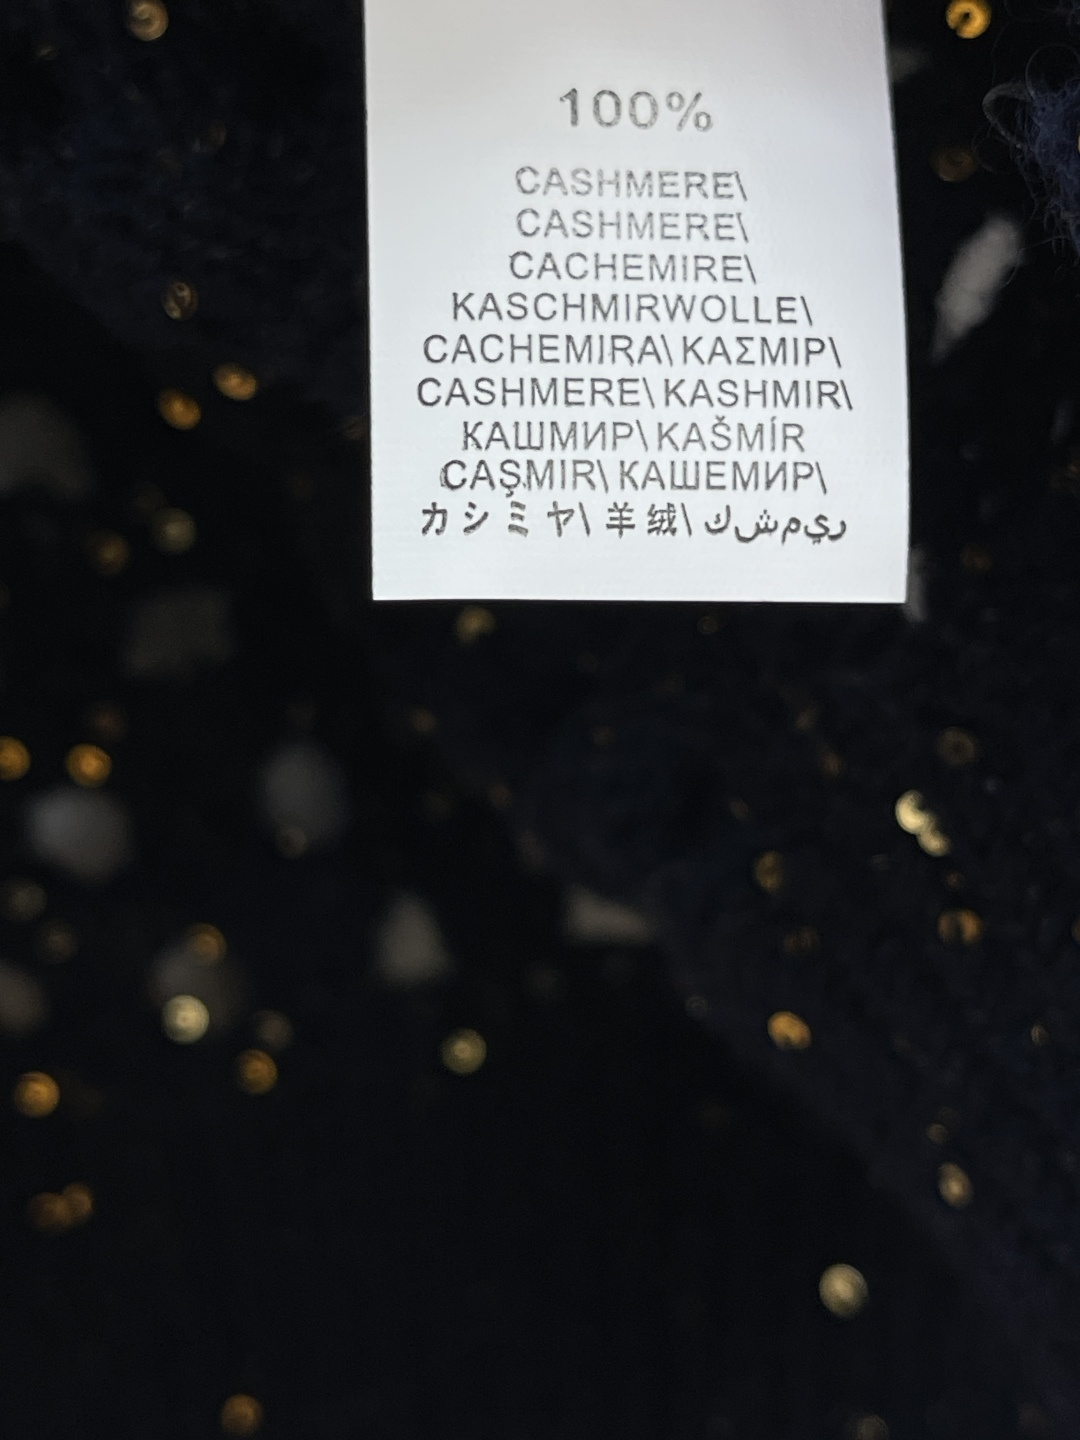 100%
CASHMERE\
CASHMERE\
CACHEMIRE\
KASCHMIRWOLLE\
CACHEMIRA\ ΚΑΣΜΙΡ\
CASHMERE\ KASHMIR\
КАШМИР\ KAŠMÍR
CAŞMIR\ КАШЕМИР\
カシミヤ\ 羊绒\ كشمير